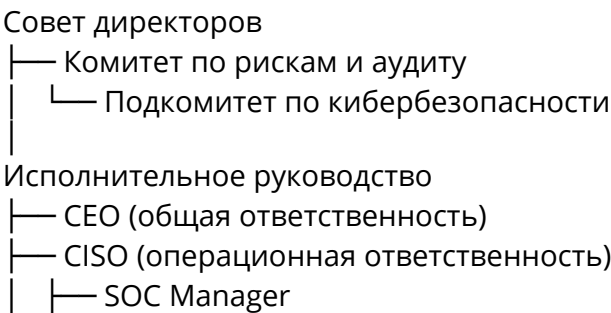 Совет директоров
├── Комитет по рискам и аудиту
│   └── Подкомитет по кибербезопасности
│
Исполнительное руководство
├── CEO (общая ответственность)
├── CISO (операционная ответственность)
│   ├── SOC Manager